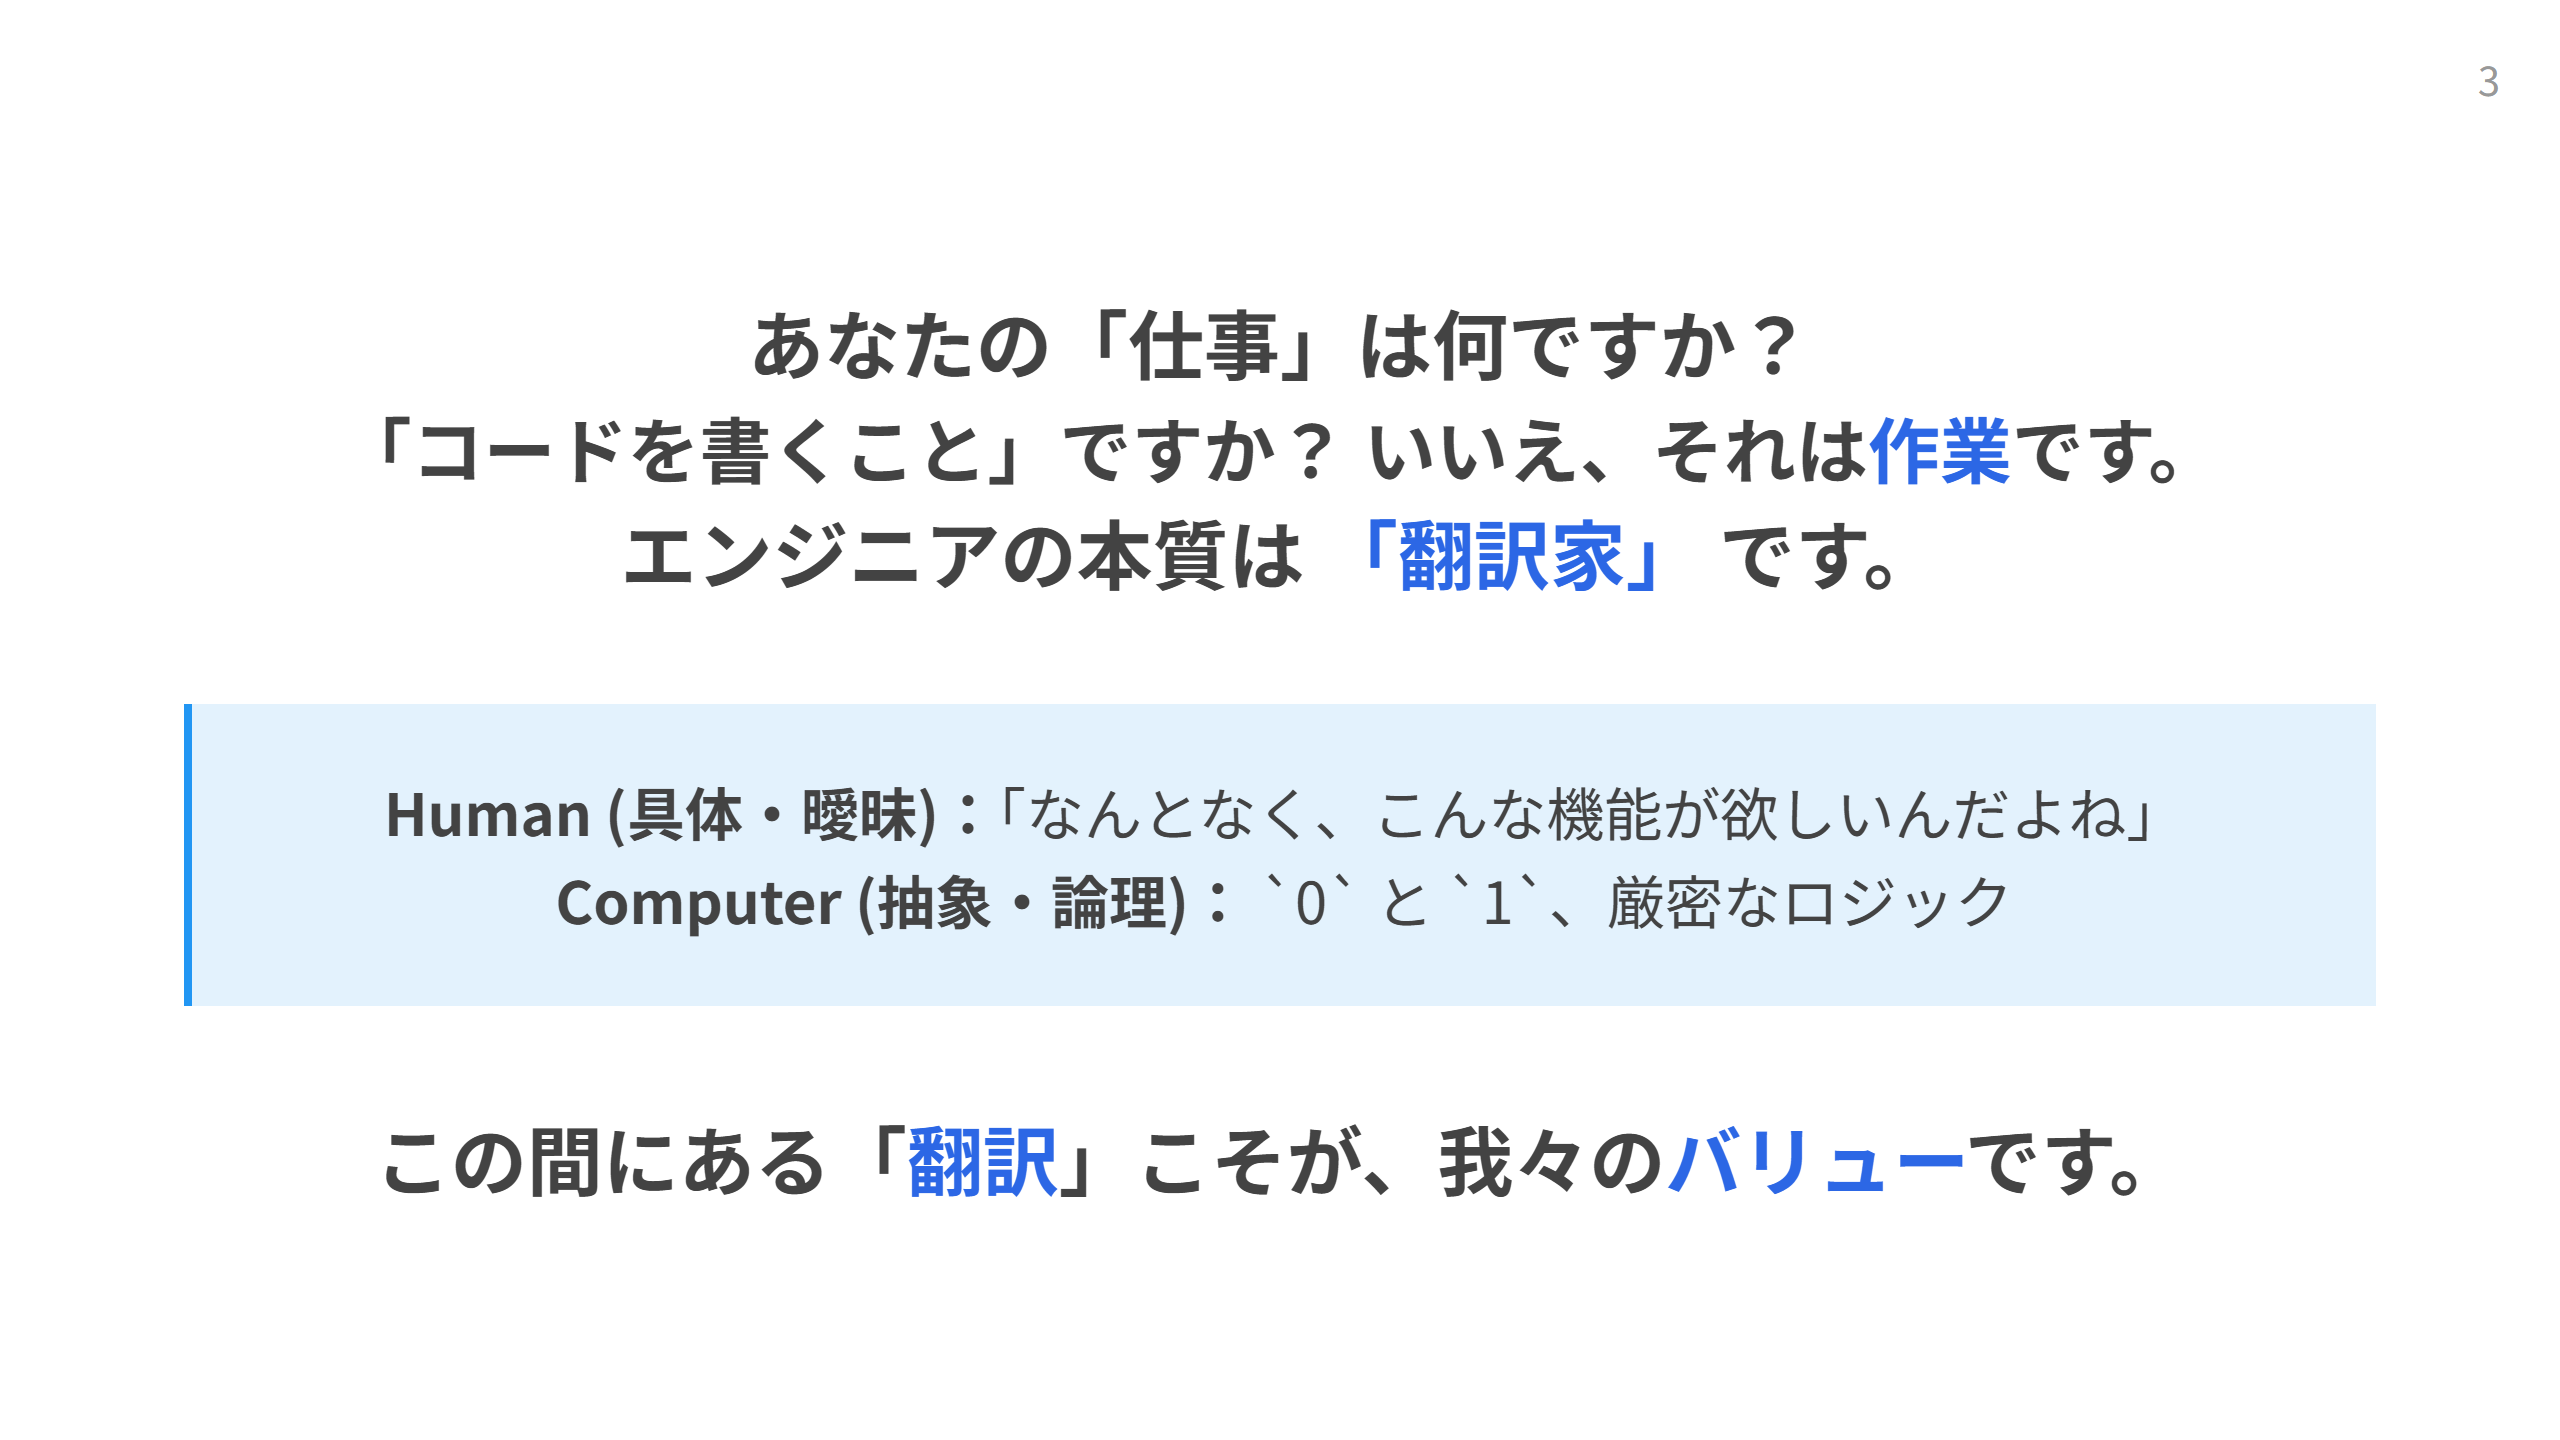 3
あなたの「仕事」は何ですか？
「コードを書くこと」ですか？ いいえ、それは作業です。
エンジニアの本質は 「翻訳家」 です。
Human (具体・曖昧)：「なんとなく、こんな機能が欲しいんだよね」
Computer (抽象・論理)： `0` と `1`、厳密なロジック
この間にある「翻訳」こそが、我々のバリューです。